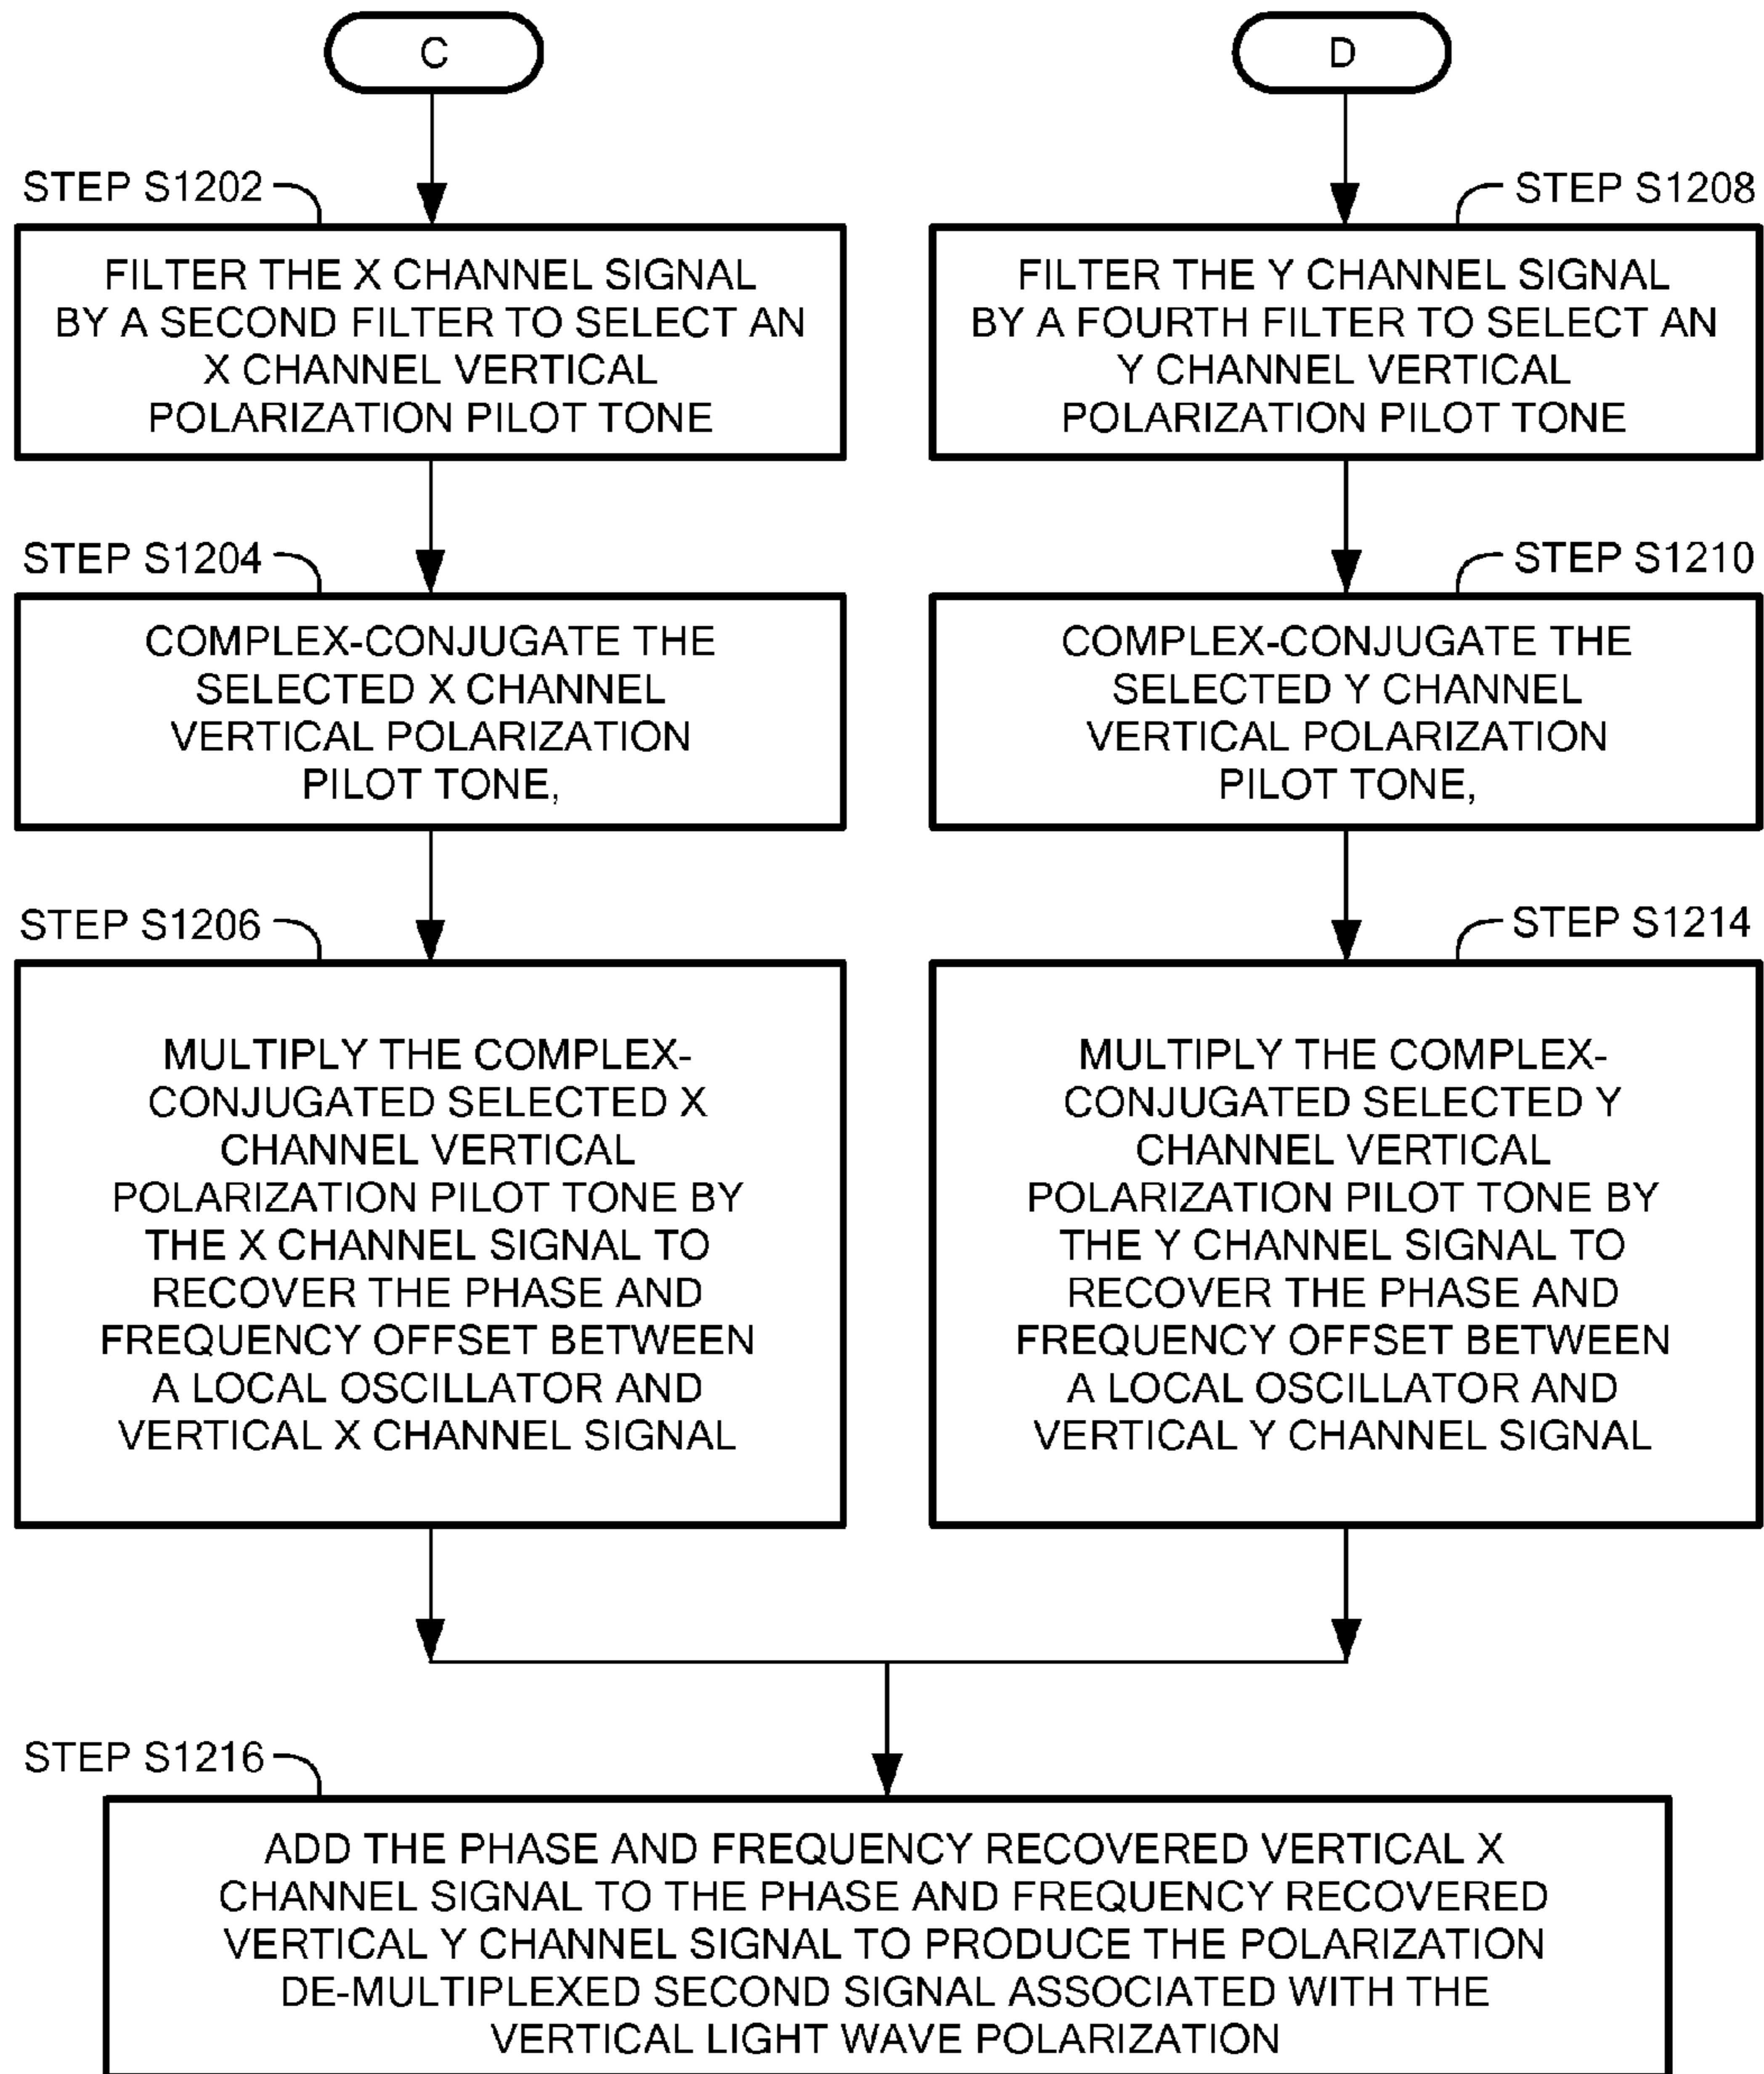 C
STEP S1202
FILTER THE X CHANNEL SIGNAL
BY A SECOND FILTER TO SELECT AN
X CHANNEL VERTICAL
POLARIZATION PILOT TONE
STEP S1204
COMPLEX-CONJUGATE THE
SELECTED X CHANNEL
VERTICAL POLARIZATION
PILOT TONE,
STEP S1206
MULTIPLY THE COMPLEX-
CONJUGATED SELECTED X
CHANNEL VERTICAL
POLARIZATION PILOT TONE BY
THE X CHANNEL SIGNAL TO
RECOVER THE PHASE AND
FREQUENCY OFFSET BETWEEN
A LOCAL OSCILLATOR AND
VERTICAL X CHANNEL SIGNAL
D
STEP S1208
FILTER THE Y CHANNEL SIGNAL
BY A FOURTH FILTER TO SELECT AN
Y CHANNEL VERTICAL
POLARIZATION PILOT TONE
STEP S1210
COMPLEX-CONJUGATE THE
SELECTED Y CHANNEL
VERTICAL POLARIZATION
PILOT TONE,
STEP S1214
MULTIPLY THE COMPLEX-
CONJUGATED SELECTED Y
CHANNEL VERTICAL
POLARIZATION PILOT TONE BY
THE Y CHANNEL SIGNAL TO
RECOVER THE PHASE AND
FREQUENCY OFFSET BETWEEN
A LOCAL OSCILLATOR AND
VERTICAL Y CHANNEL SIGNAL
STEP S1216
ADD THE PHASE AND FREQUENCY RECOVERED VERTICAL X
CHANNEL SIGNAL TO THE PHASE AND FREQUENCY RECOVERED
VERTICAL Y CHANNEL SIGNAL TO PRODUCE THE POLARIZATION
DE-MULTIPLEXED SECOND SIGNAL ASSOCIATED WITH THE
VERTICAL LIGHT WAVE POLARIZATION